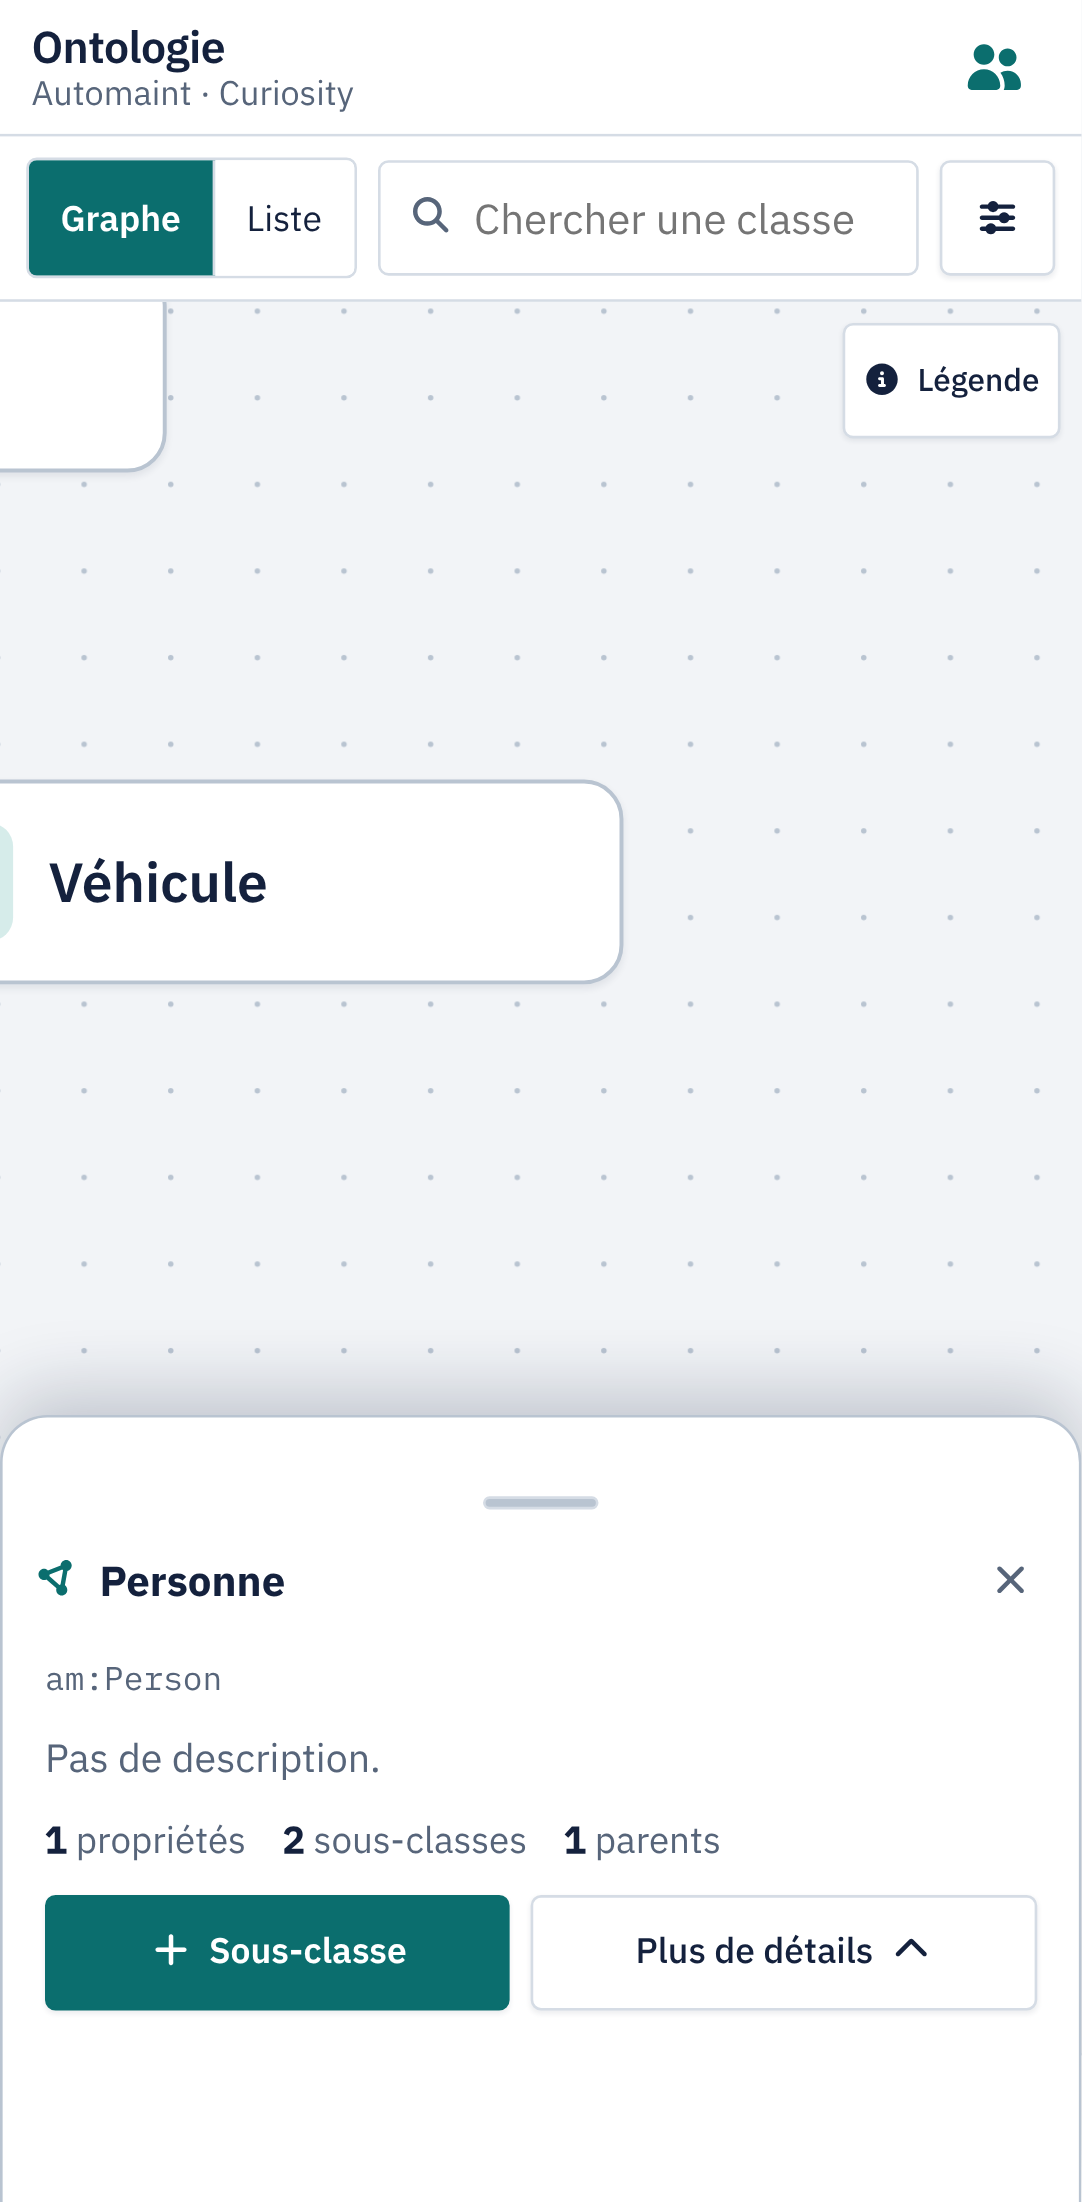 Ontologie
Automaint · Curiosity
Graphe
Liste
Chercher une classe
Légende
Véhicule
Personne
am:Person
Pas de description.
1 propriétés 2 sous-classes 1 parents
Sous-classe
Plus de détails